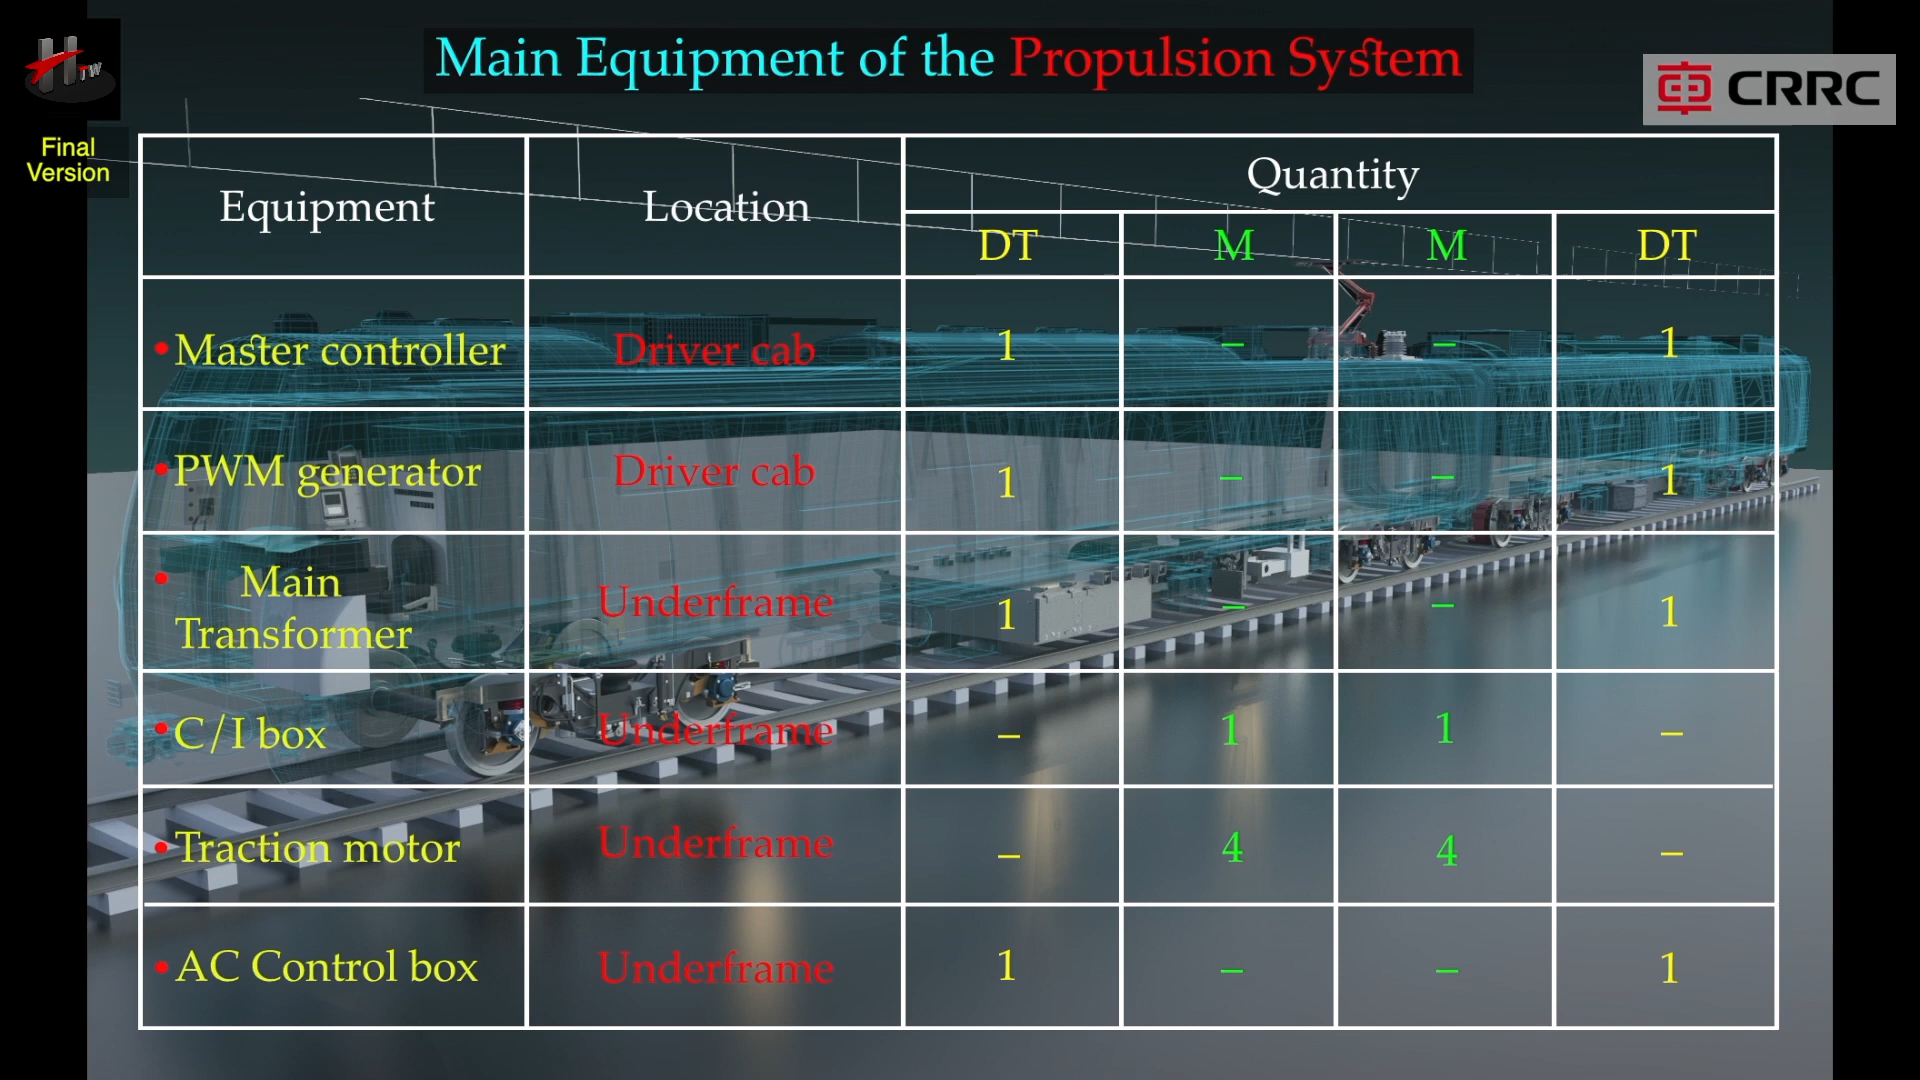 Main Equipment of the Propulsion System
H TW
CRRC
Final
Version
Equipment
Location
Quantity
DT M M DT
•Master controller Driver cab 1 – – 1
•PWM generator Driver cab 1 – – 1
• Main
Transformer Underframe 1 – – 1
•C/I box Underframe – 1 1 –
•Traction motor Underframe – 4 4 –
•AC Control box Underframe 1 – – 1